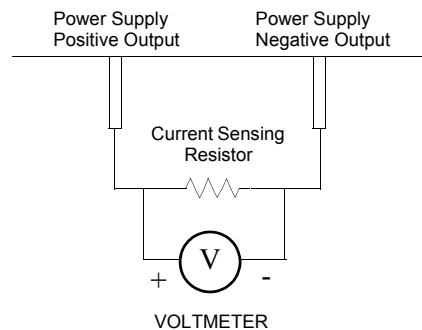 Power Supply
Positive Output
Power Supply
Negative Output
Current Sensing
Resistor
V
+ -
VOLTMETER